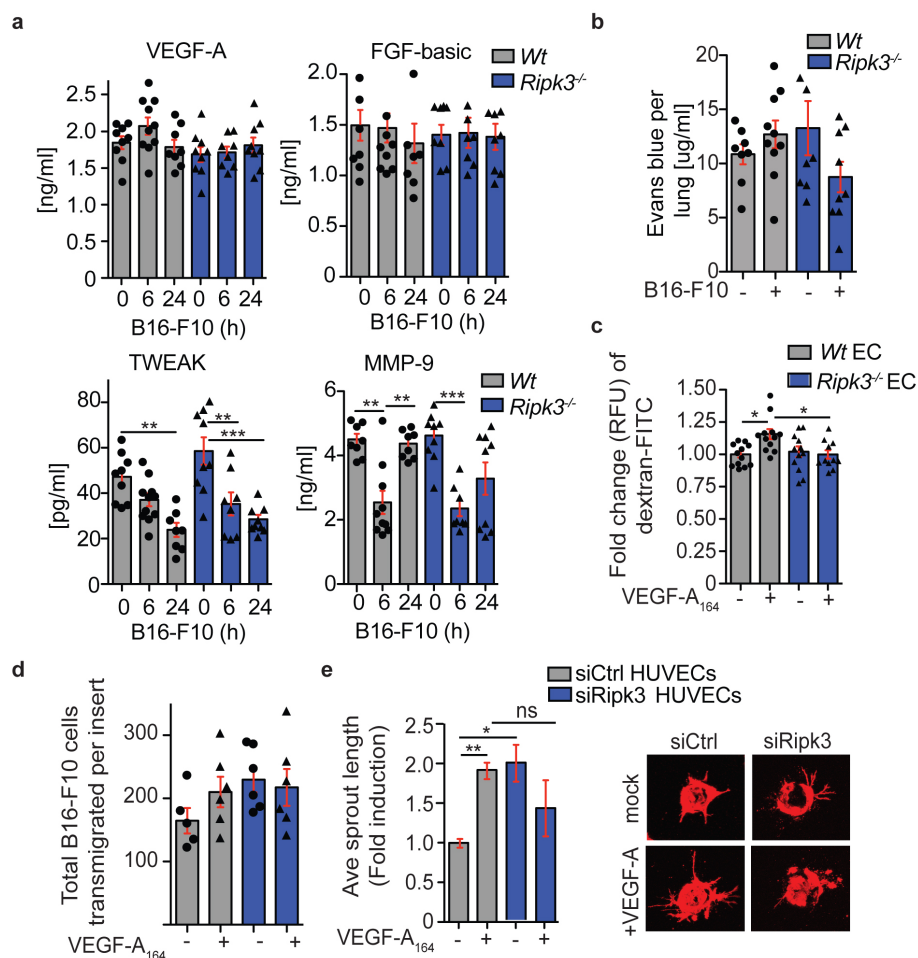 a
VEGF-A
FGF-basic
Wt
Ripk3-/-
[ng/ml]
2.5
2.0
1.5
1.0
0.5
0
0 6 24 0 6 24
B16-F10 (h)
[ng/ml]
2.0
1.5
1.0
0.5
0
0 6 24 0 6 24
B16-F10 (h)
TWEAK
[pg/ml]
80
60
40
20
0
** ** ***
0 6 24 0 6 24
B16-F10 (h)
MMP-9
Wt
Ripk3-/-
[ng/ml]
6
4
2
0
** ** ***
0 6 24 0 6 24
B16-F10 (h)
b
Wt
Ripk3-/-
Evans blue per
lung [ug/ml]
20
15
10
5
0
B16-F10 - + - +
c
Wt EC
Ripk3-/- EC
Fold change (RFU) of
dextran-FITC
1.50
1.25
1.00
0.75
0.50
0.25
0
* *
VEGF-A164 - + - +
d
Total B16-F10 cells
transmigrated per insert
300
200
100
VEGF-A164 - + - +
e
siCtrl HUVECs
siRipk3 HUVECs
Ave sprout length
(Fold induction)
2.5
2.0
1.5
1.0
0.5
0
ns
*
**
VEGF-A164 - + - +
siCtrl siRipk3
mock
+VEGF-A